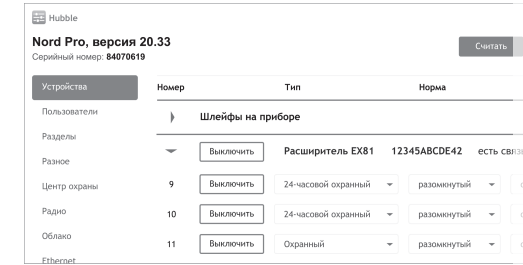 Hubble
Nord Pro, версия 20.33
Серийный номер: 84070619
Считать
Устройства
Номер Тип Норма
Пользователи
Шлейфы на приборе
Разделы
Выключить Расширитель EX81 12345ABCDE42 есть связь
Разное
Центр охраны
9 Выключить 24-часовой охранный разомкнутый
Радио
10 Выключить 24-часовой охранный разомкнутый
Облако
11 Выключить Охранный разомкнутый
Ethernet